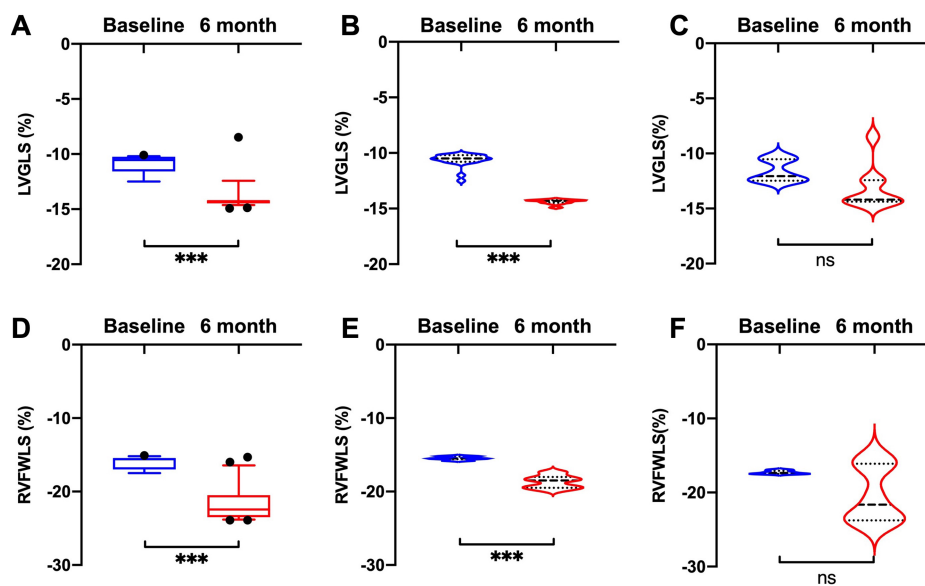 A Baseline 6 month
0
-5
-10
-15
-20
LVGLS (%)
***
B Baseline 6 month
0
-5
-10
-15
-20
LVGLS (%)
***
C Baseline 6 month
0
-5
-10
-15
-20
LVGLS(%)
ns
D Baseline 6 month
0
-10
-20
-30
RVFWLS (%)
***
E Baseline 6 month
0
-10
-20
-30
RVFWLS (%)
***
F Baseline 6 month
0
-10
-20
-30
RVFWLS(%)
ns